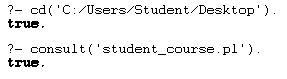 ?- cd('C:/Users/Student/Desktop').
true.
?- consult('student_course.pl').
true.